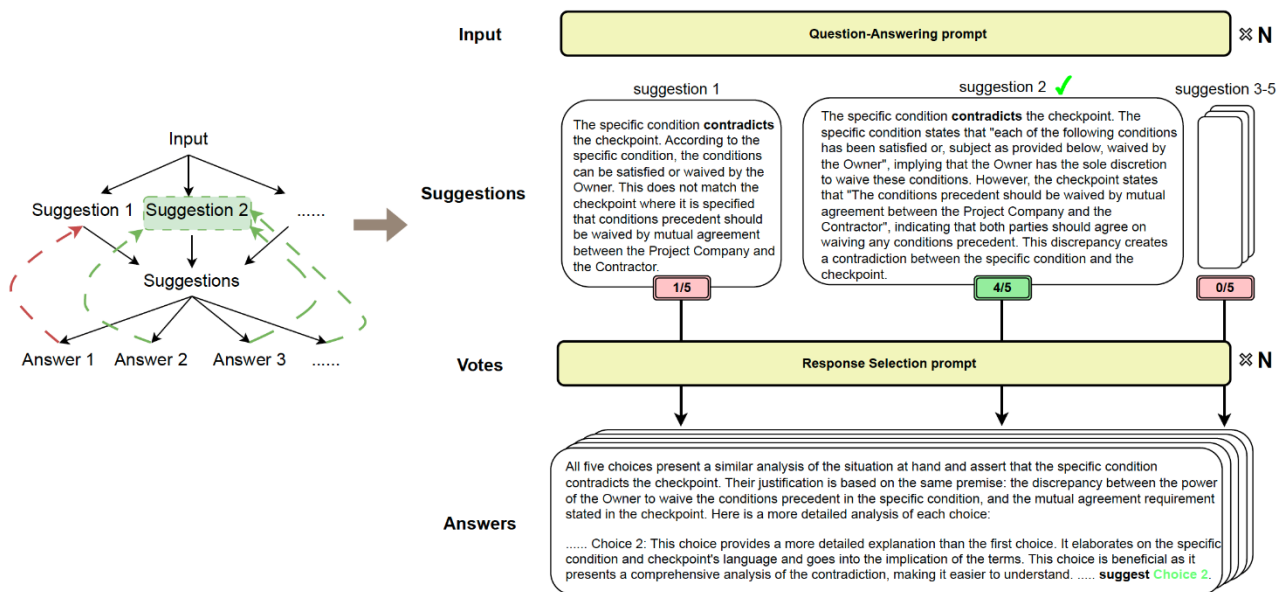 Input
Suggestion 1
Suggestion 2
......
Suggestions
Answer 1
Answer 2
Answer 3
......
Input
Question-Answering prompt
× N
Suggestions
suggestion 1
The specific condition contradicts
the checkpoint. According to the
specific condition, the conditions
can be satisfied or waived by the
Owner. This does not match the
checkpoint where it is specified
that conditions precedent should
be waived by mutual agreement
between the Project Company and
the Contractor.
1/5
suggestion 2
The specific condition contradicts the checkpoint. The
specific condition states that "each of the following conditions
has been satisfied or, subject as provided below, waived
by the Owner", implying that the Owner has the sole discretion
to waive these conditions. However, the checkpoint states
that "The conditions precedent should be waived by mutual
agreement between the Project Company and the
Contractor", indicating that both parties should agree on
waiving any conditions precedent. This discrepancy creates
a contradiction between the specific condition and the
checkpoint.
4/5
suggestion 3-5
0/5
Votes
Response Selection prompt
× N
Answers
All five choices present a similar analysis of the situation at hand and assert that the specific condition
contradicts the checkpoint. Their justification is based on the same premise: the discrepancy between the power
of the Owner to waive the conditions precedent in the specific condition, and the mutual agreement requirement
stated in the checkpoint. Here is a more detailed analysis of each choice:
...... Choice 2: This choice provides a more detailed explanation than the first choice. It elaborates on the specific
condition and checkpoint's language and goes into the implication of the terms. This choice is beneficial as it
presents a comprehensive analysis of the contradiction, making it easier to understand. ..... suggest Choice 2.